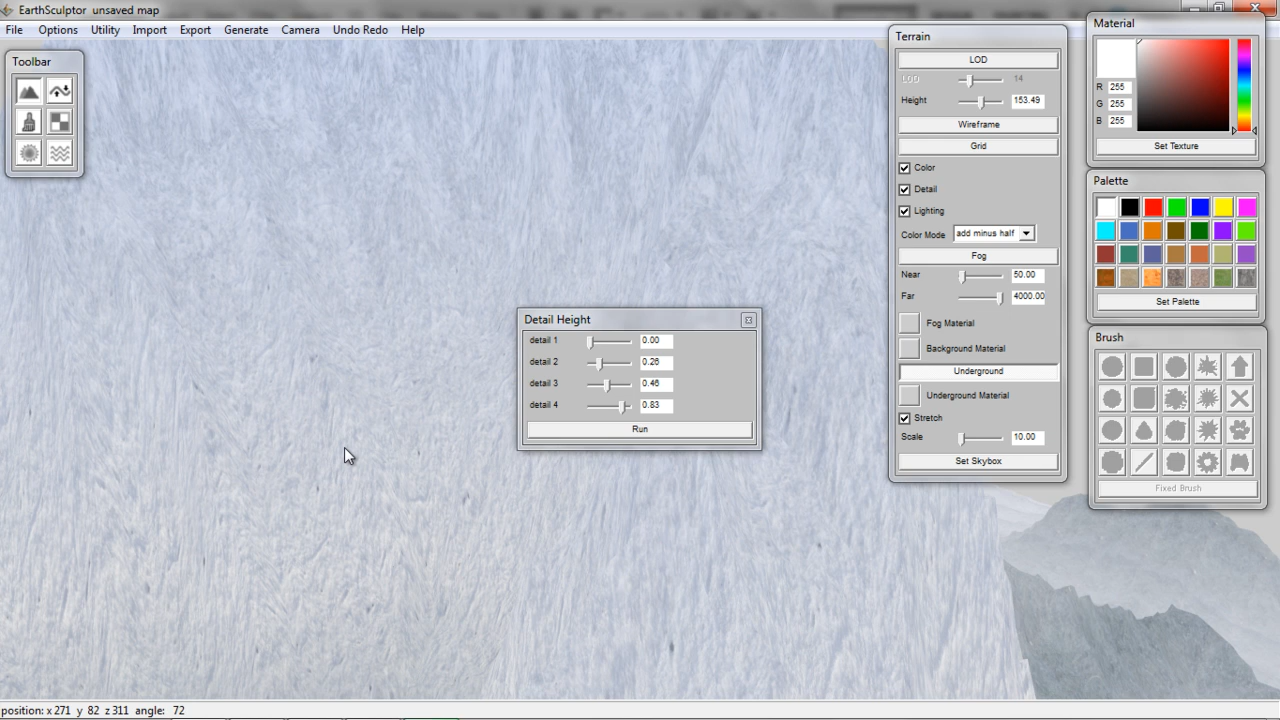 EarthSculptor unsaved map
File Options Utility Import Export Generate Camera Undo Redo Help
Toolbar
Terrain
LOD
LOD 14
Height 153.49
Wireframe
Grid
Color
Detail
Lighting
Color Mode add minus half
Fog
Near 50.00
Far 4000.00
Fog Material
Background Material
Underground
Underground Material
Stretch
Scale 10.00
Set Skybox
Material
R 255
G 255
B 255
Set Texture
Palette
Set Palette
Brush
Fixed Brush
Detail Height
detail 1 0.00
detail 2 0.26
detail 3 0.46
detail 4 0.83
Run
position: x 271 y 82 z 311 angle: 72